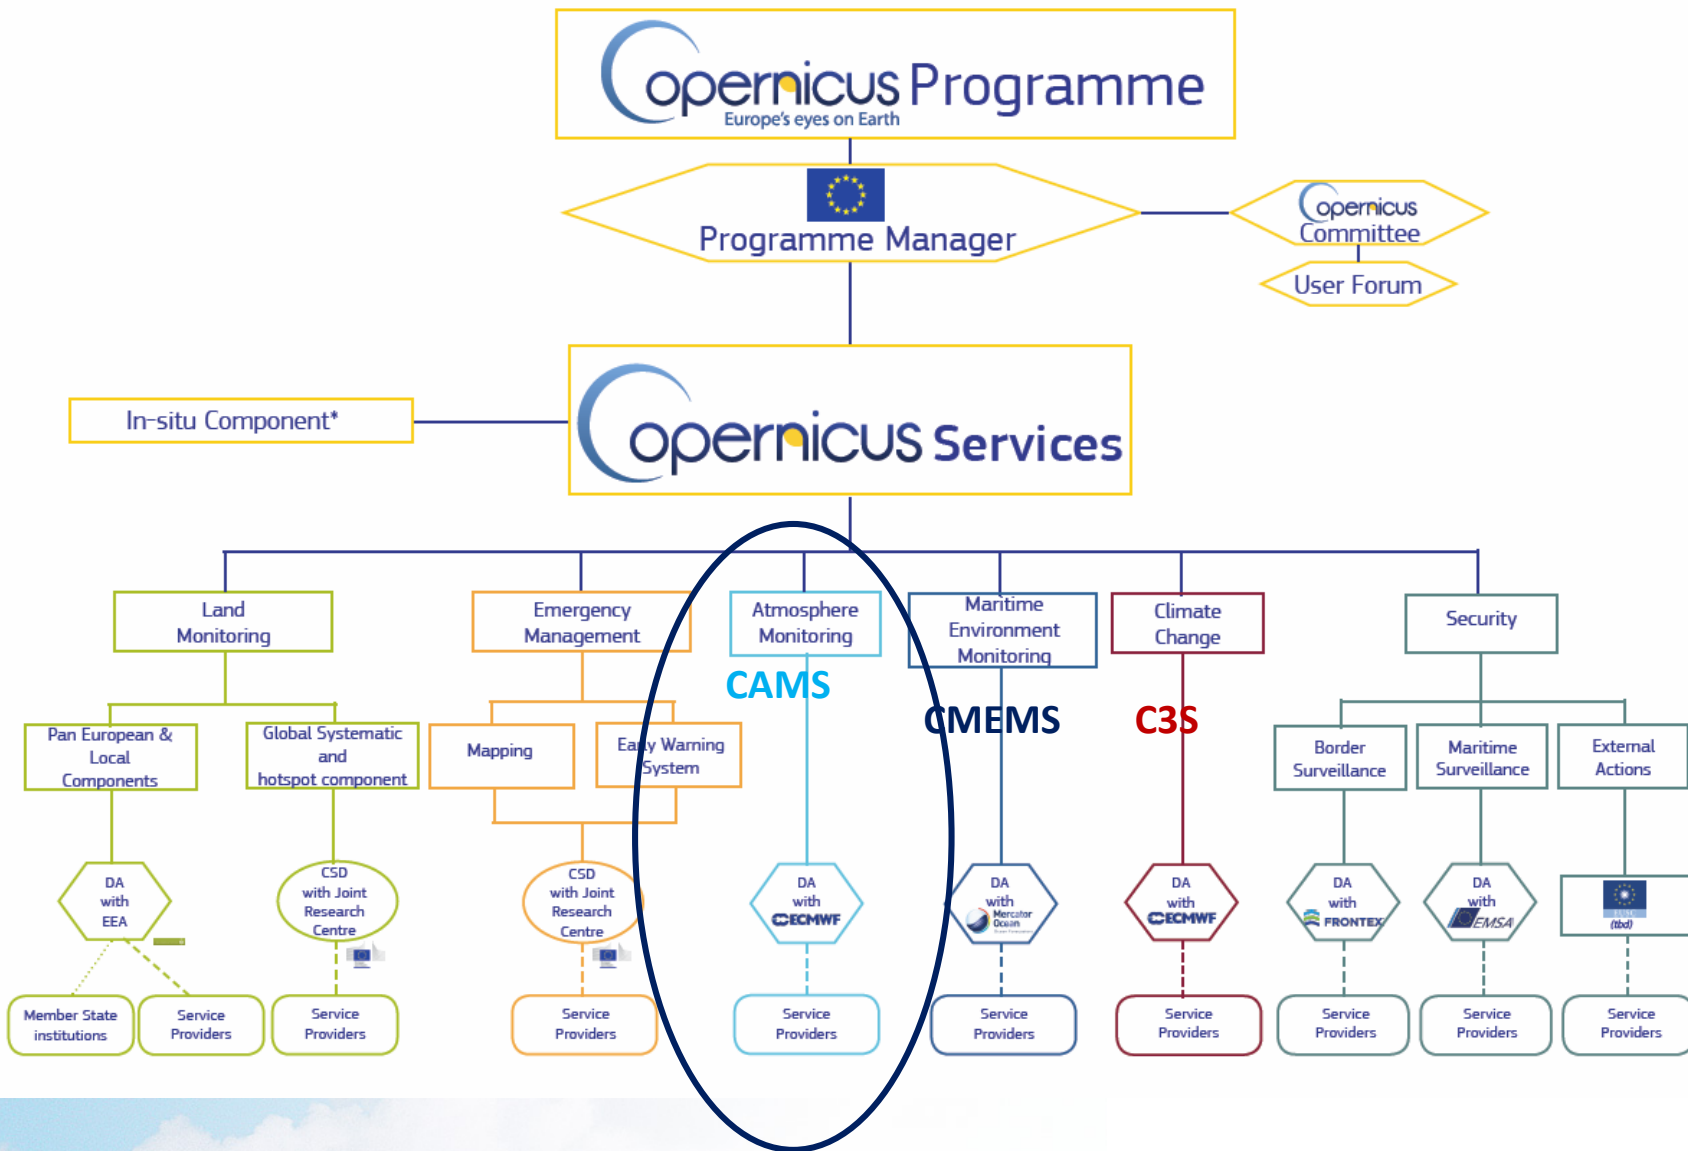 Copernicus Programme
Europe's eyes on Earth
Programme Manager
Copernicus
Committee
User Forum
In-situ Component*
Copernicus Services
Land
Monitoring
Emergency
Management
Atmosphere
Monitoring
Maritime
Environment
Monitoring
Climate
Change
Security
CAMS
CMEMS
C3S
Pan European &
Local
Components
Global Systematic
and
hotspot component
Mapping
Early Warning
System
Border
Surveillance
Maritime
Surveillance
External
Actions
DA
with
EEA
CSD
with Joint
Research
Centre
CSD
with Joint
Research
Centre
DA
with
ECMWF
DA
with
Mercator
Ocean
DA
with
ECMWF
DA
with
FRONTEX
DA
with
EMSA
EUSC
(tbd)
Member State
institutions
Service
Providers
Service
Providers
Service
Providers
Service
Providers
Service
Providers
Service
Providers
Service
Providers
Service
Providers
Service
Providers